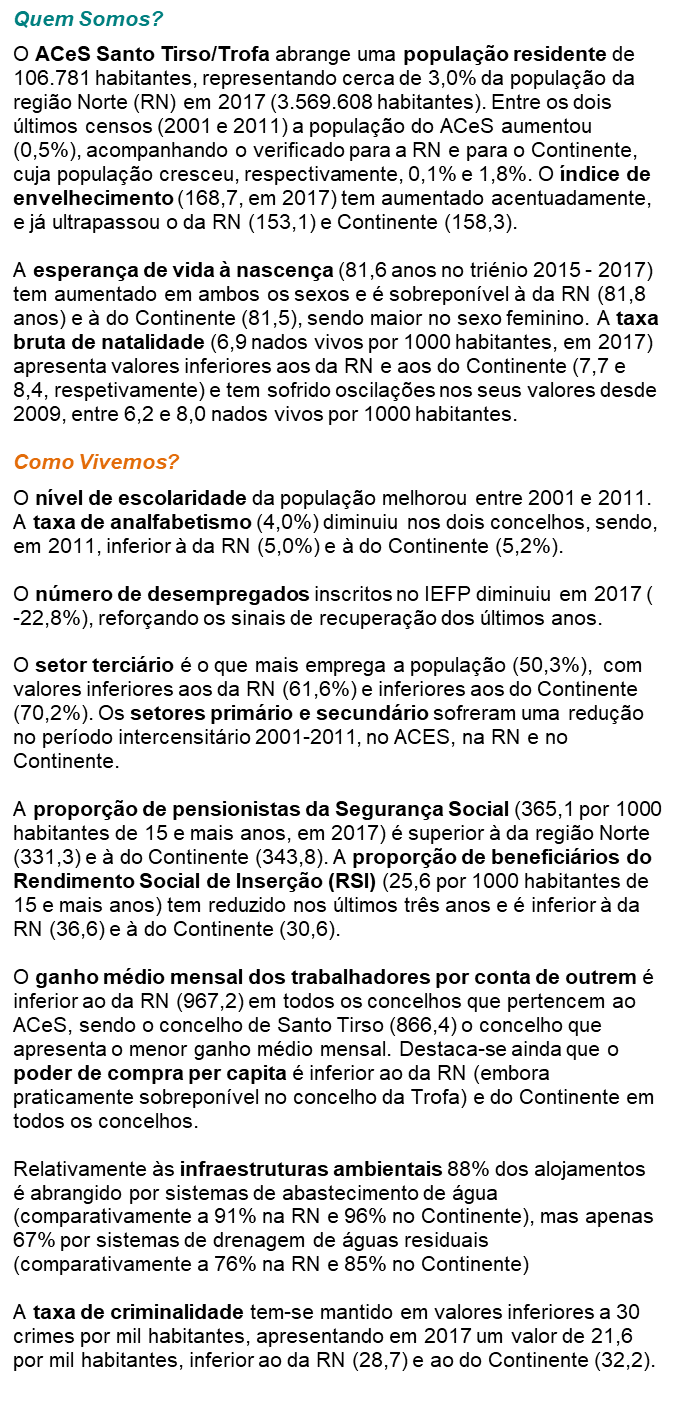 Quem Somos?
O ACeS Santo Tirso/Trofa abrange uma população residente de
106.781 habitantes, representando cerca de 3,0% da população da
região Norte (RN) em 2017 (3.569.608 habitantes). Entre os dois
últimos censos (2001 e 2011) a população do ACeS aumentou
(0,5%), acompanhando o verificado para a RN e para o Continente,
cuja população cresceu, respectivamente, 0,1% e 1,8%. O índice de
envelhecimento (168,7, em 2017) tem aumentado acentuadamente,
e já ultrapassou o da RN (153,1) e Continente (158,3).
A esperança de vida à nascença (81,6 anos no triénio 2015 - 2017)
tem aumentado em ambos os sexos e é sobreponível à da RN (81,8
anos) e à do Continente (81,5), sendo maior no sexo feminino. A taxa
bruta de natalidade (6,9 nados vivos por 1000 habitantes, em 2017)
apresenta valores inferiores aos da RN e aos do Continente (7,7 e
8,4, respetivamente) e tem sofrido oscilações nos seus valores desde
2009, entre 6,2 e 8,0 nados vivos por 1000 habitantes.
Como Vivemos?
O nível de escolaridade da população melhorou entre 2001 e 2011.
A taxa de analfabetismo (4,0%) diminuiu nos dois concelhos, sendo,
em 2011, inferior à da RN (5,0%) e à do Continente (5,2%).
O número de desempregados inscritos no IEFP diminuiu em 2017 (
-22,8%), reforçando os sinais de recuperação dos últimos anos.
O setor terciário é o que mais emprega a população (50,3%), com
valores inferiores aos da RN (61,6%) e inferiores aos do Continente
(70,2%). Os setores primário e secundário sofreram uma redução
no período intercensitário 2001-2011, no ACES, na RN e no
Continente.
A proporção de pensionistas da Segurança Social (365,1 por 1000
habitantes de 15 e mais anos, em 2017) é superior à da região Norte
(331,3) e à do Continente (343,8). A proporção de beneficiários do
Rendimento Social de Inserção (RSI) (25,6 por 1000 habitantes de
15 e mais anos) tem reduzido nos últimos três anos e é inferior à da
RN (36,6) e à do Continente (30,6).
O ganho médio mensal dos trabalhadores por conta de outrem é
inferior ao da RN (967,2) em todos os concelhos que pertencem ao
ACeS, sendo o concelho de Santo Tirso (866,4) o concelho que
apresenta o menor ganho médio mensal. Destaca-se ainda que o
poder de compra per capita é inferior ao da RN (embora
praticamente sobreponível no concelho da Trofa) e do Continente em
todos os concelhos.
Relativamente às infraestruturas ambientais 88% dos alojamentos
é abrangido por sistemas de abastecimento de água
(comparativamente a 91% na RN e 96% no Continente), mas apenas
67% por sistemas de drenagem de águas residuais
(comparativamente a 76% na RN e 85% no Continente)
A taxa de criminalidade tem-se mantido em valores inferiores a 30
crimes por mil habitantes, apresentando em 2017 um valor de 21,6
por mil habitantes, inferior ao da RN (28,7) e ao do Continente (32,2).